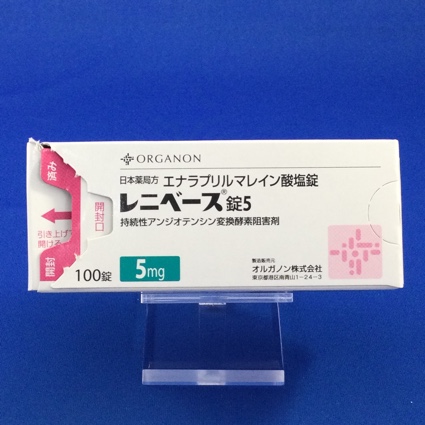 ORGANON
日本薬局方 エナラプリルマレイン酸塩錠
レニベース®錠5
持続性アンジオテンシン変換酵素阻害剤
100錠 5mg
製造販売元
オルガノン株式会社
東京都港区南青山1-24-3
開封口
引き上げて
開ける
開封
済み